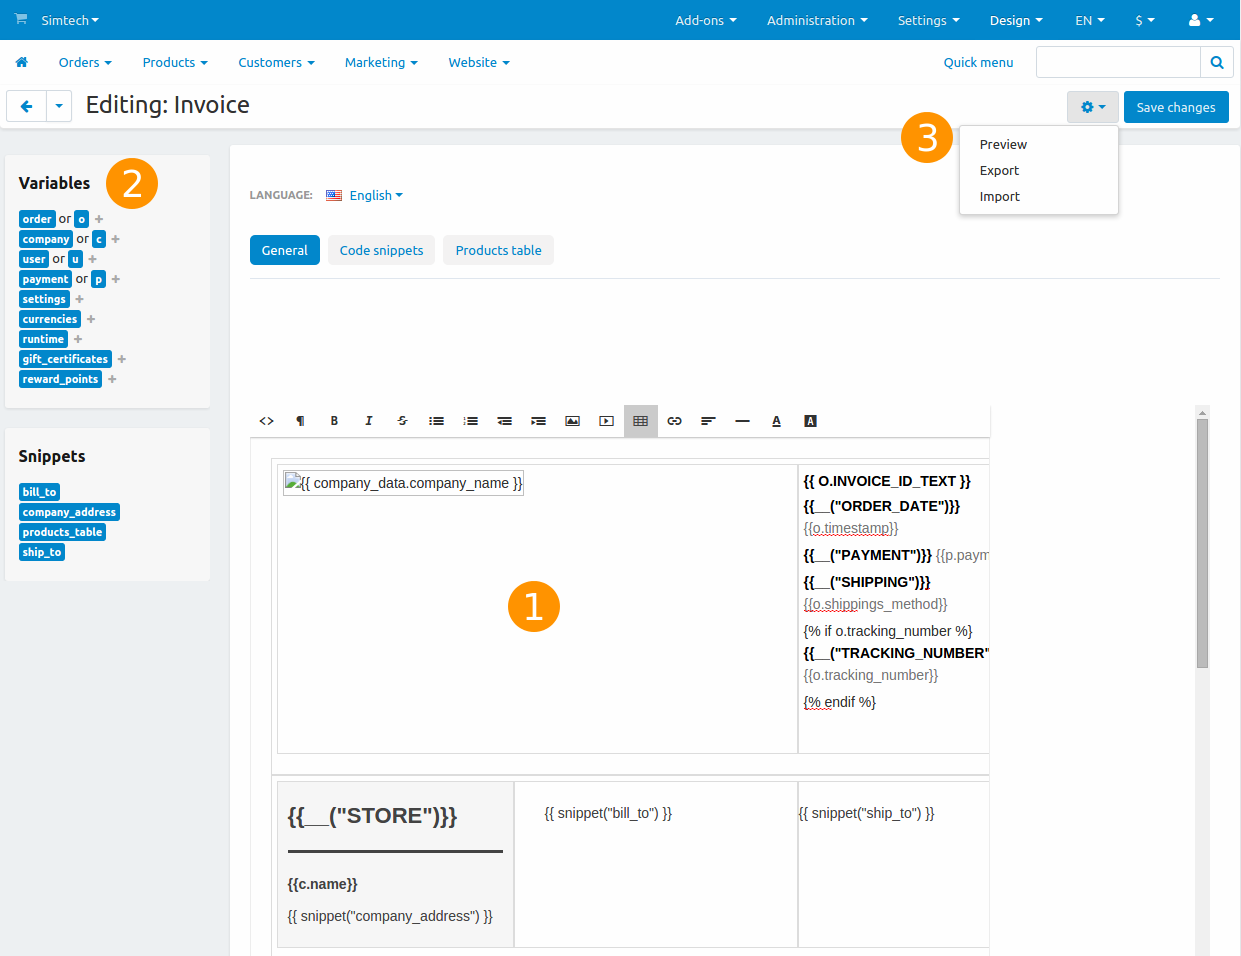 Simtech Add-ons Administration Settings Design EN $
Orders Products Customers Marketing Website Quick menu
Editing: Invoice Save changes
3
Preview
Export
Import
Variables 2
order or o +
company or c +
user or u +
payment or p +
settings +
currencies +
runtime +
gift_certificates +
reward_points +
Snippets
bill_to
company_address
products_table
ship_to
LANGUAGE: English
General Code snippets Products table
<> ¶ B I S A A
{{ company_data.company_name }}
{{ O.INVOICE_ID_TEXT }}
{{__("ORDER_DATE")}}
{{o.timestamp}}
{{__("PAYMENT")}} {{p.paym
{{__("SHIPPING")}}
{{o.shippings_method}}
{% if o.tracking_number %}
{{__("TRACKING_NUMBER"
{{o.tracking_number}}
{% endif %}
1
{{__("STORE")}}
{{c.name}}
{{ snippet("company_address") }}
{{ snippet("bill_to") }}
{{ snippet("ship_to") }}